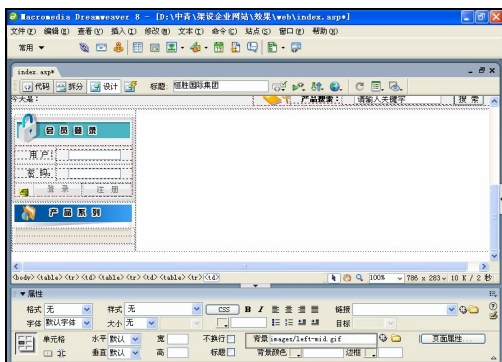 Macromedia Dreamweaver 8 - [D:\中青\架设企业网站\效果\web\index.asp*]
文件(F) 编辑(E) 查看(V) 插入(I) 修改(M) 文本(T) 命令(C) 站点(S) 窗口(W) 帮助(H)
常用
index.asp*
代码 拆分 设计 标题: 恒胜国际集团
今天是: 产品搜索: 请输入关键字 搜索
会员登录
用户:
密码:
登录 注册
产品系列
<body><table><tr><td><table><tr><td><table><tr><td> 100% 786 x 283 10 K / 2 秒
属性
格式 无 样式 无 CSS B I 链接
字体 默认字体 大小 无 目标
单元格 水平 默认 宽 不换行 背景 images/left-mid.gif 页面属性...
垂直 默认 高 标题 背景颜色 边框